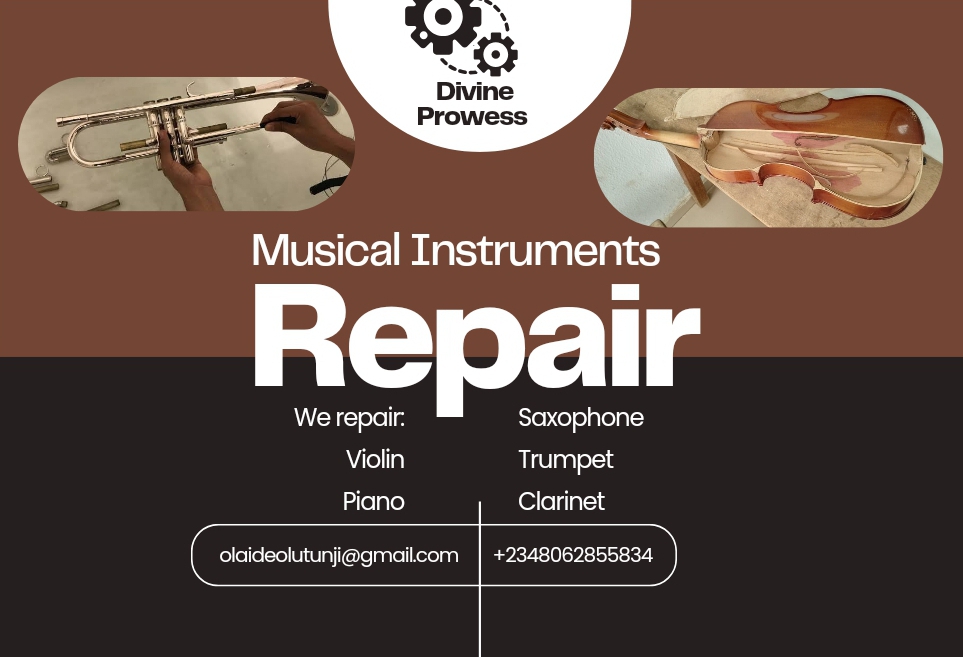 Divine
Prowess
Musical Instruments
Repair
We repair:
Violin
Piano
Saxophone
Trumpet
Clarinet
olaideolutunji@gmail.com
+2348062855834